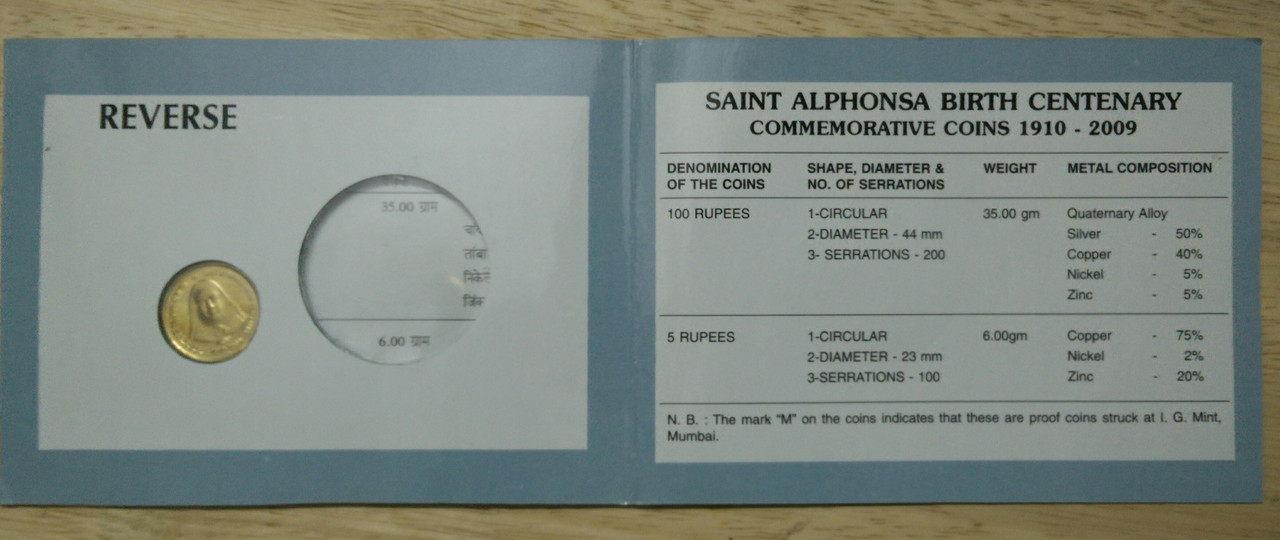 REVERSE
35.00 ग्राम
तांबा
निकेल
जिंक
6.00 ग्राम
SAINT ALPHONSA BIRTH CENTENARY
COMMEMORATIVE COINS 1910 - 2009
DENOMINATION OF THE COINS
SHAPE, DIAMETER & NO. OF SERRATIONS
WEIGHT
METAL COMPOSITION
100 RUPEES 1-CIRCULAR 35.00 gm Quaternary Alloy
2-DIAMETER - 44 mm Silver - 50%
3- SERRATIONS - 200 Copper - 40%
Nickel - 5%
Zinc - 5%
5 RUPEES 1-CIRCULAR 6.00gm Copper - 75%
2-DIAMETER - 23 mm Nickel - 2%
3-SERRATIONS - 100 Zinc - 20%
N. B. : The mark “M” on the coins indicates that these are proof coins struck at I. G. Mint,
Mumbai.